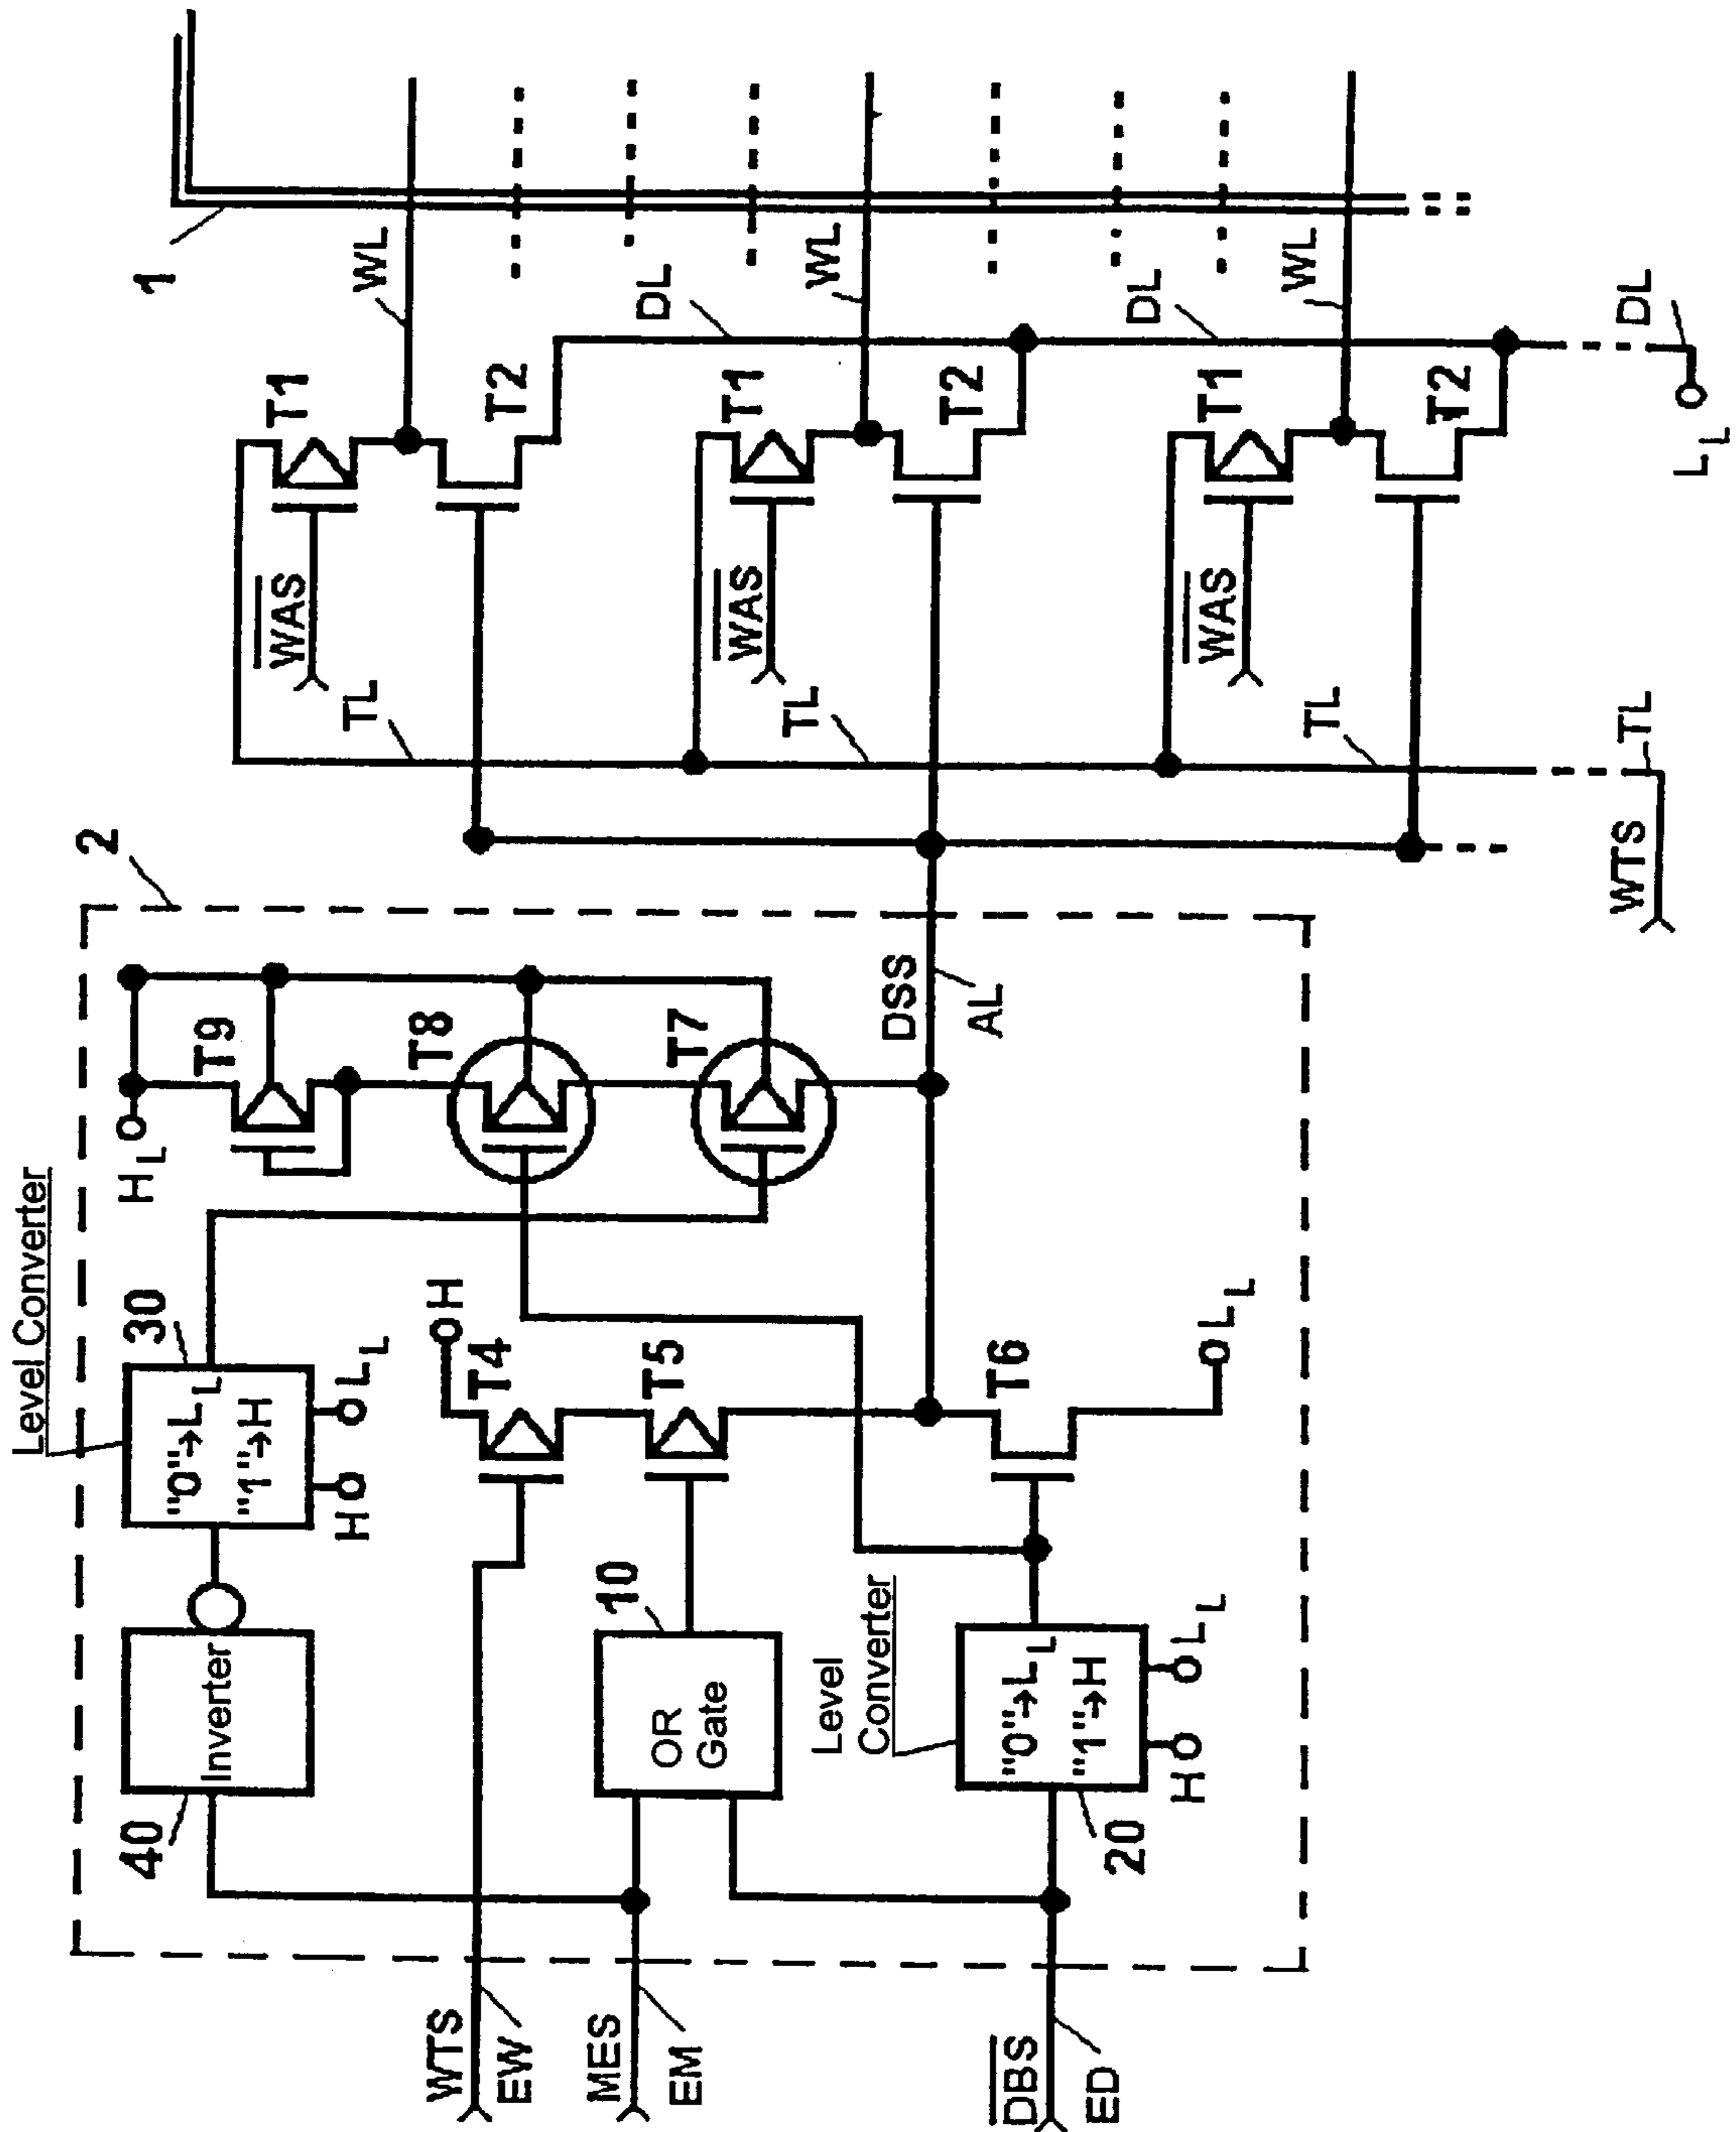 Level Converter
30
"0"→L_L
"1"→H
H
L_L
40
Inverter
H_L
T9
T8
T7
2
H
T4
T5
T6
L_L
WTS
EW
MES
EM
DBS
ED
10
OR
Gate
Level
Converter
20
"0"→L_L
"1"→H
H
L_L
DSS
AL
1
T1
T2
WAS
TL
WL
DL
T1
T2
WAS
TL
WL
DL
T1
T2
WAS
TL
WL
DL
L_L
TL
WTS